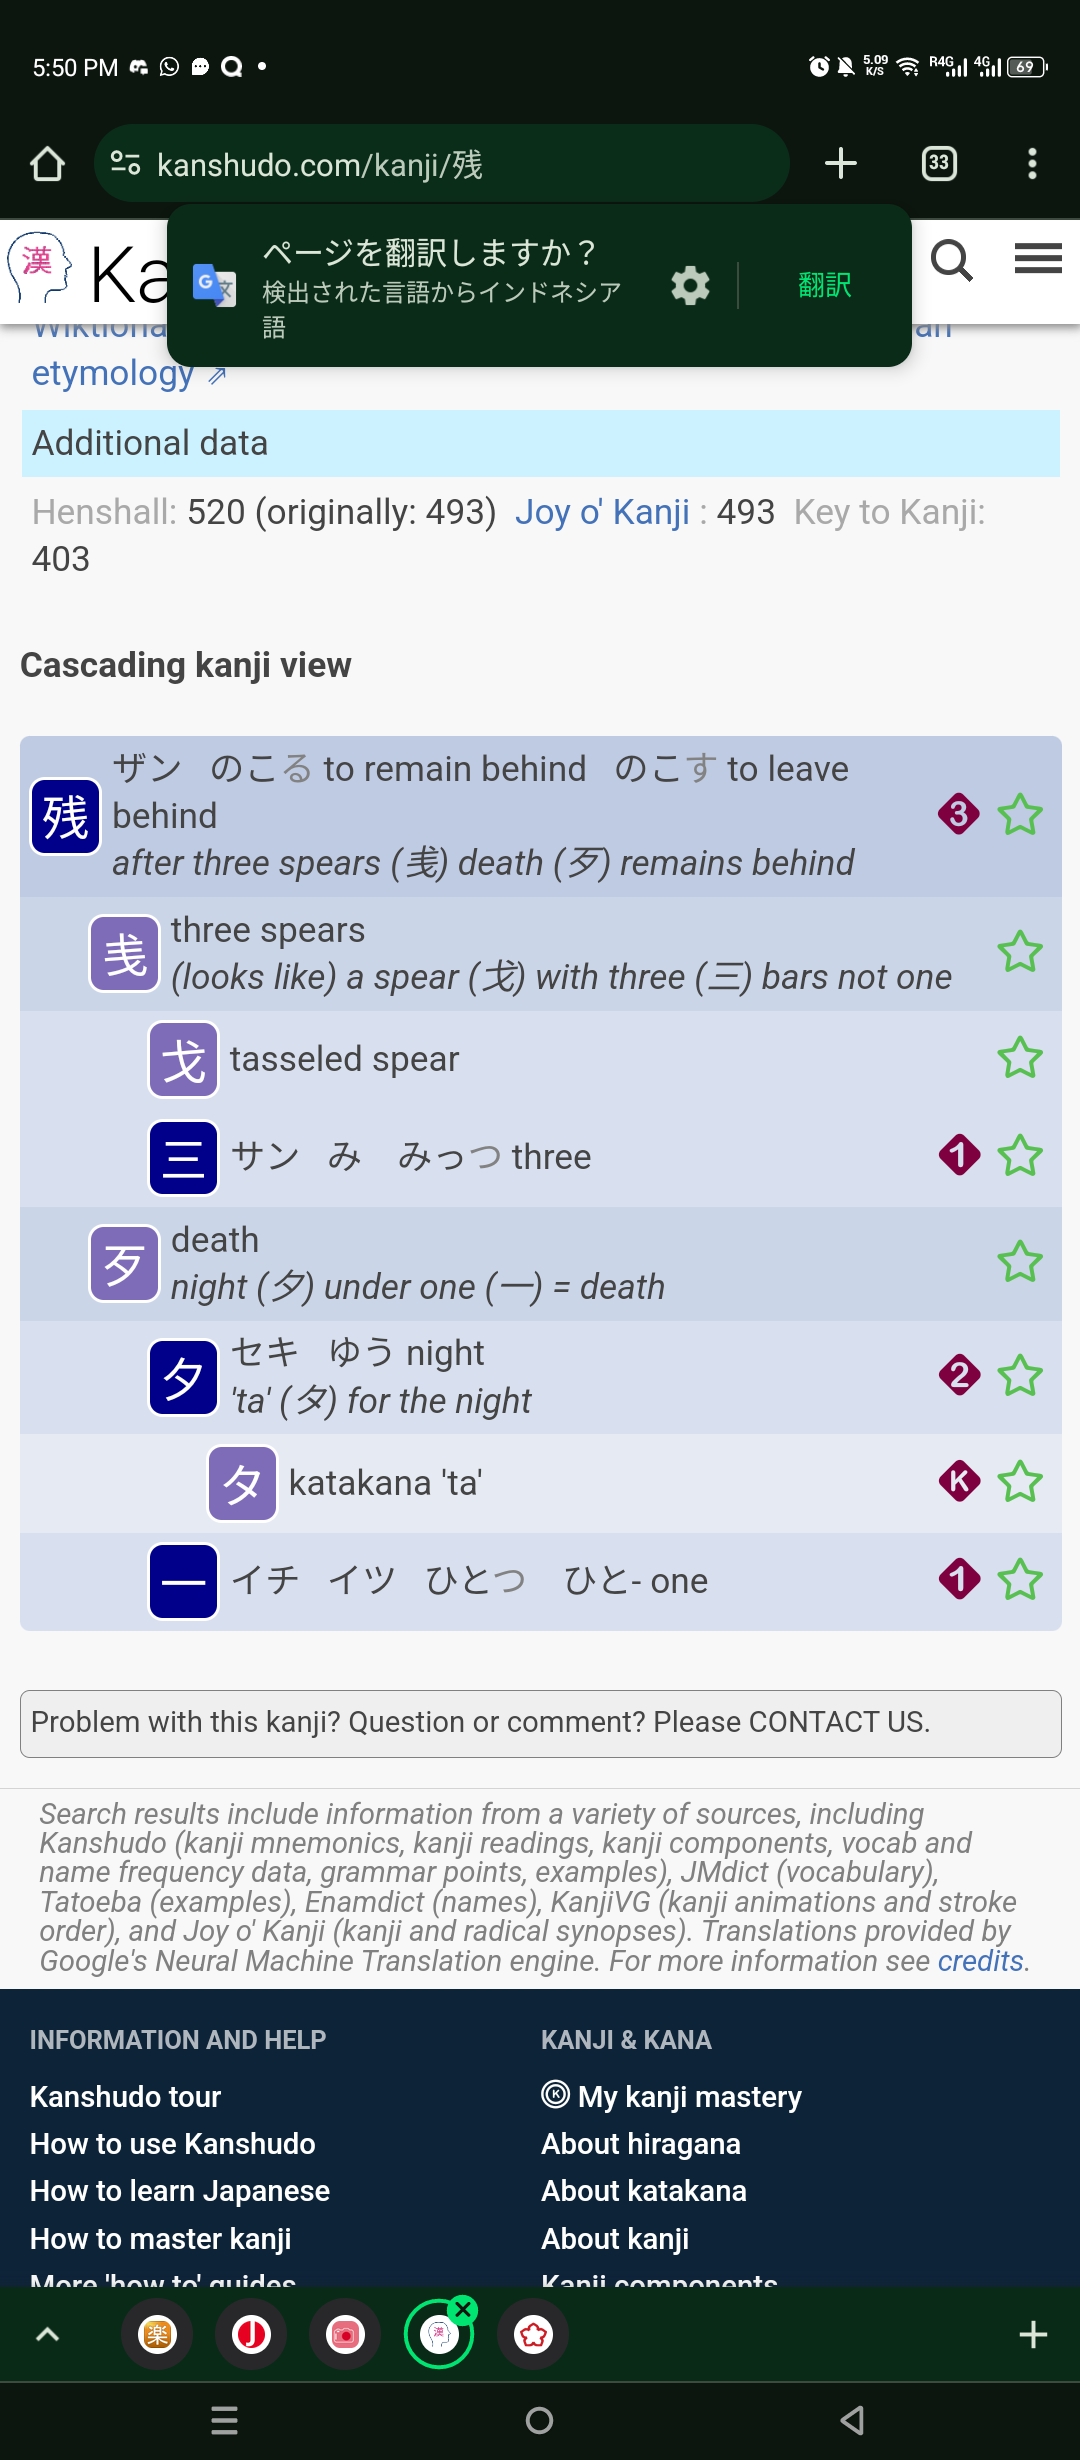 5:50 PM
5.09 K/S R4G 4G 69
kanshudo.com/kanji/残
33
漢 Ka
ページを翻訳しますか？
検出された言語からインドネシア
語
翻訳
etymology ⇗
Additional data
Henshall: 520 (originally: 493) Joy o' Kanji : 493 Key to Kanji:
403
Cascading kanji view
残 ザン のこる to remain behind のこす to leave
behind
after three spears (㦮) death (歹) remains behind
3
㦮 three spears
(looks like) a spear (戈) with three (三) bars not one
戈 tasseled spear
三 サン み みっつ three 1
歹 death
night (夕) under one (一) = death
夕 セキ ゆう night
'ta' (タ) for the night
2
タ katakana 'ta' K
一 イチ イツ ひとつ ひと- one 1
Problem with this kanji? Question or comment? Please CONTACT US.
Search results include information from a variety of sources, including
Kanshudo (kanji mnemonics, kanji readings, kanji components, vocab and
name frequency data, grammar points, examples), JMdict (vocabulary),
Tatoeba (examples), Enamdict (names), KanjiVG (kanji animations and stroke
order), and Joy o' Kanji (kanji and radical synopses). Translations provided by
Google's Neural Machine Translation engine. For more information see credits.
INFORMATION AND HELP
Kanshudo tour
How to use Kanshudo
How to learn Japanese
How to master kanji
More 'how to' guides
KANJI & KANA
My kanji mastery
About hiragana
About katakana
About kanji
Kanji components
楽 J 漢